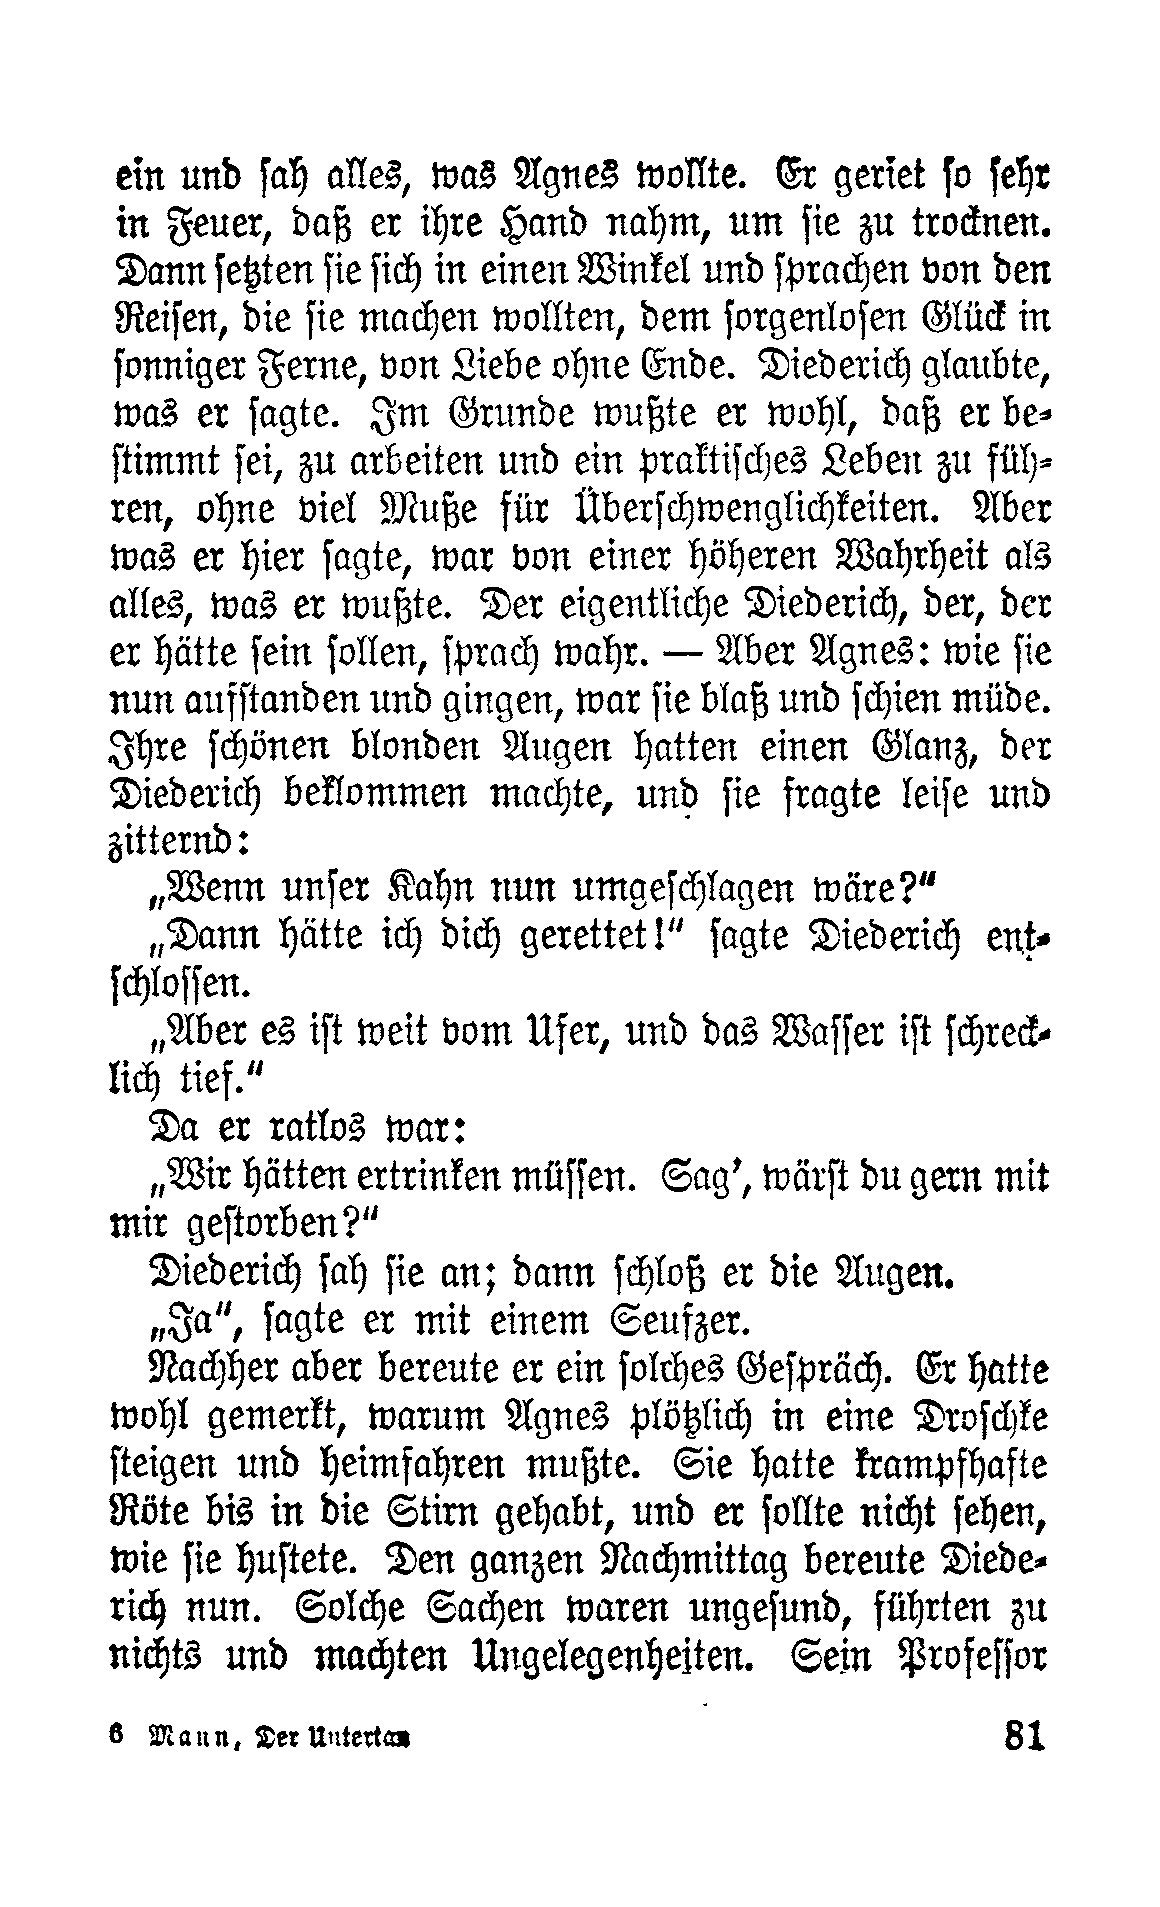 ein und ſah alles, was Agnes wollte. Er geriet ſo ſehr
in Feuer, daß er ihre Hand nahm, um ſie zu trocknen.
Dann ſetzten ſie ſich in einen Winkel und ſprachen von den
Reiſen, die ſie machen wollten, dem ſorgenloſen Glück in
ſonniger Ferne, von Liebe ohne Ende. Diederich glaubte,
was er ſagte. Im Grunde wußte er wohl, daß er be-
ſtimmt ſei, zu arbeiten und ein praktiſches Leben zu füh-
ren, ohne viel Muße für Überſchwenglichkeiten. Aber
was er hier ſagte, war von einer höheren Wahrheit als
alles, was er wußte. Der eigentliche Diederich, der, der
er hätte ſein ſollen, ſprach wahr. — Aber Agnes: wie ſie
nun aufſtanden und gingen, war ſie blaß und ſchien müde.
Ihre ſchönen blonden Augen hatten einen Glanz, der
Diederich beklommen machte, und ſie fragte leiſe und
zitternd:
„Wenn unſer Kahn nun umgeſchlagen wäre?“
„Dann hätte ich dich gerettet!“ ſagte Diederich ent-
ſchloſſen.
„Aber es iſt weit vom Ufer, und das Waſſer iſt ſchreck-
lich tief.“
Da er ratlos war:
„Wir hätten ertrinken müſſen. Sag’, wärſt du gern mit
mir geſtorben?“
Diederich ſah ſie an; dann ſchloß er die Augen.
„Ja“, ſagte er mit einem Seufzer.
Nachher aber bereute er ein ſolches Geſpräch. Er hatte
wohl gemerkt, warum Agnes plötzlich in eine Droſchke
ſteigen und heimfahren mußte. Sie hatte krampfhafte
Röte bis in die Stirn gehabt, und er ſollte nicht ſehen,
wie ſie huſtete. Den ganzen Nachmittag bereute Diede-
rich nun. Solche Sachen waren ungeſund, führten zu
nichts und machten Ungelegenheiten. Sein Profeſſor
6 Mann, Der Untertan
81